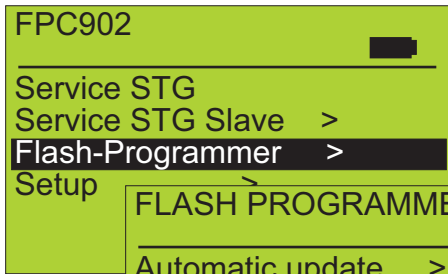 FPC902
Service STG
Service STG Slave >
Flash-Programmer >
Setup >
FLASH PROGRAMME
Automatic update >